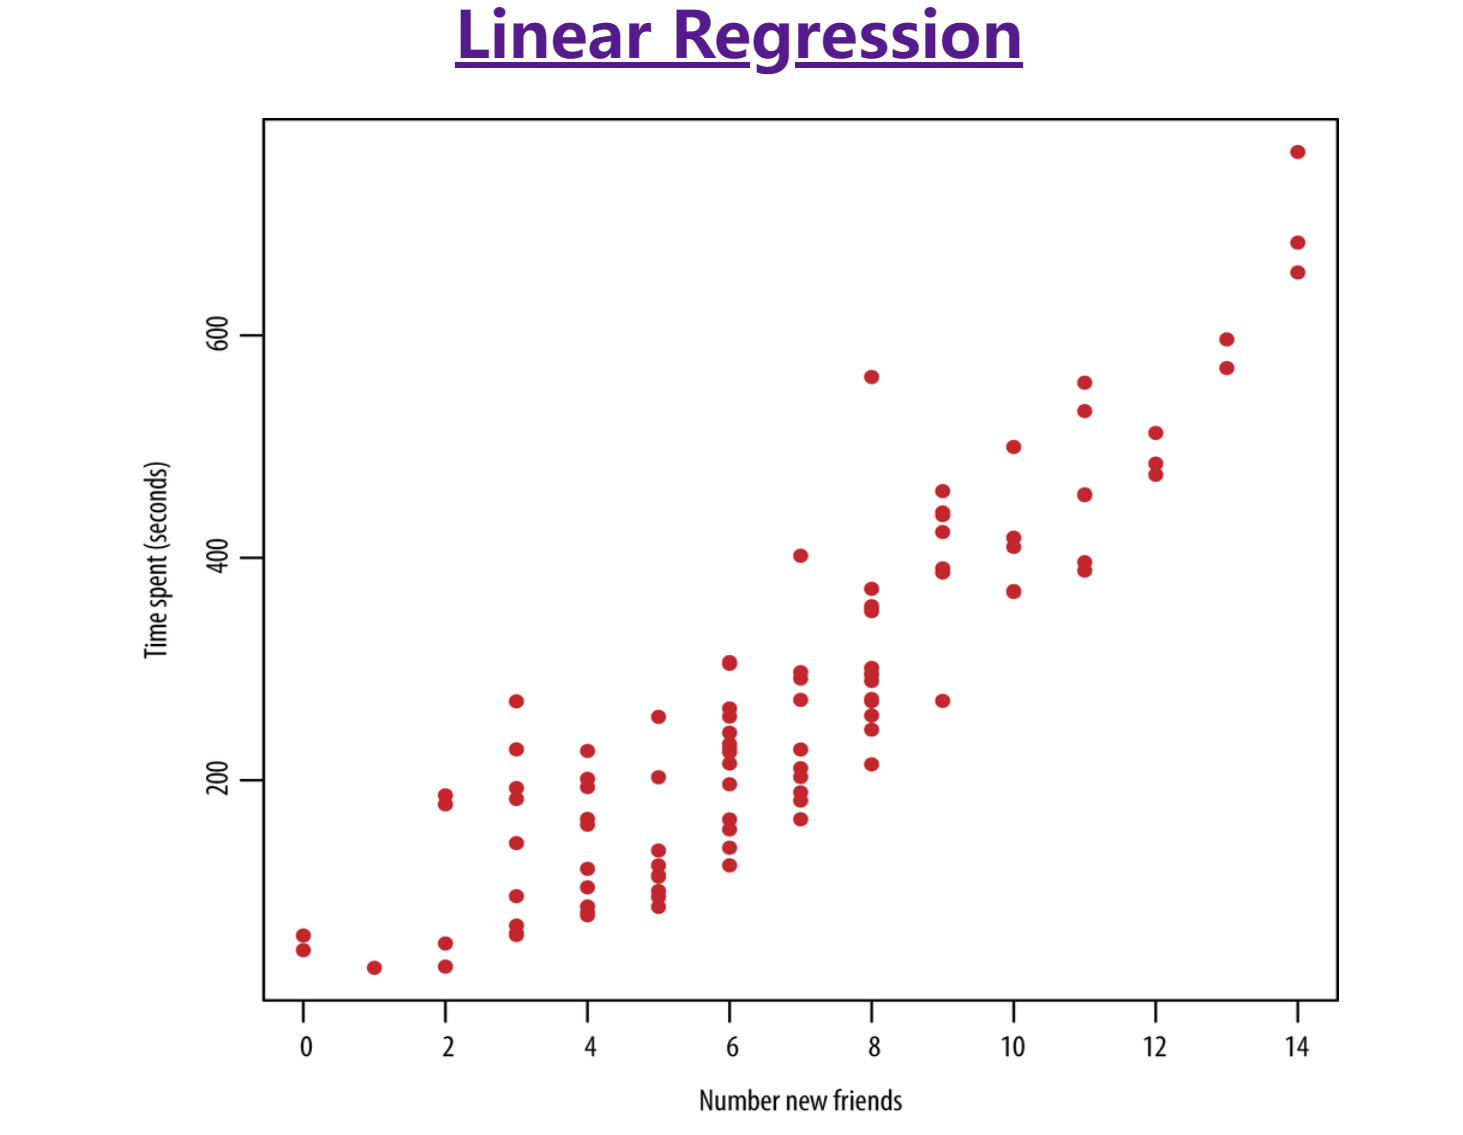 Linear Regression
600
400
200
Time spent (seconds)
0 2 4 6 8 10 12 14
Number new friends